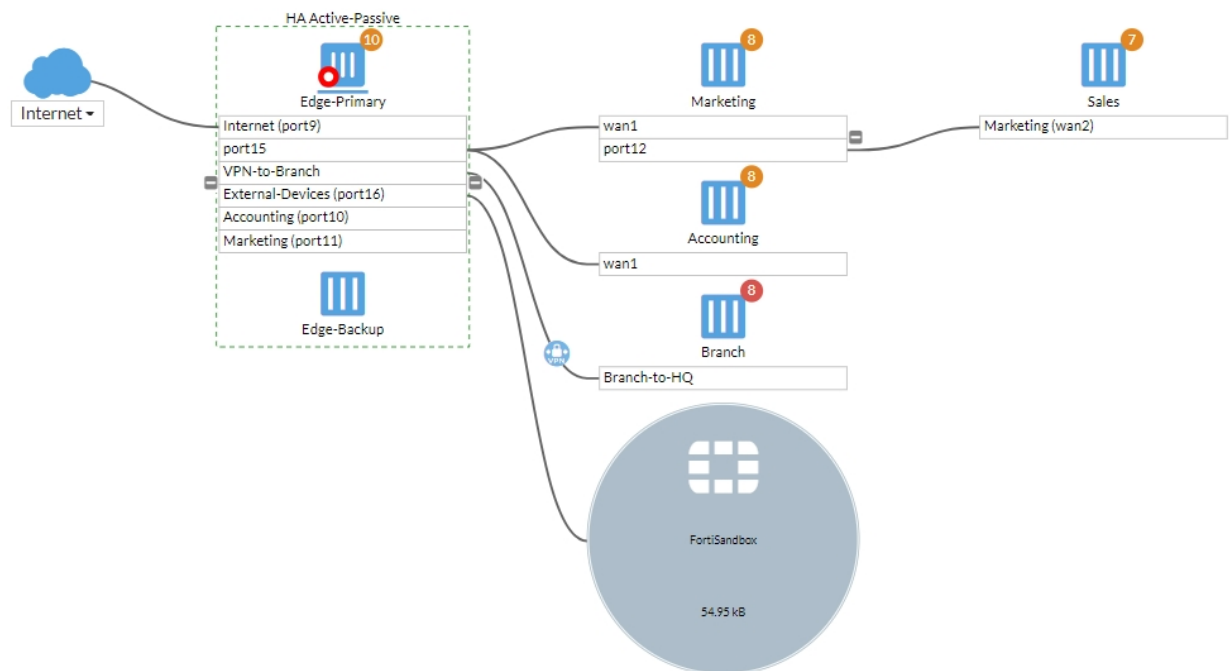 HA Active-Passive
Internet
10
Edge-Primary
Internet (port9)
port15
VPN-to-Branch
External-Devices (port16)
Accounting (port10)
Marketing (port11)
Edge-Backup
8
Marketing
wan1
port12
7
Sales
Marketing (wan2)
8
Accounting
wan1
8
Branch
VPN
Branch-to-HQ
FortiSandbox
54.95 kB